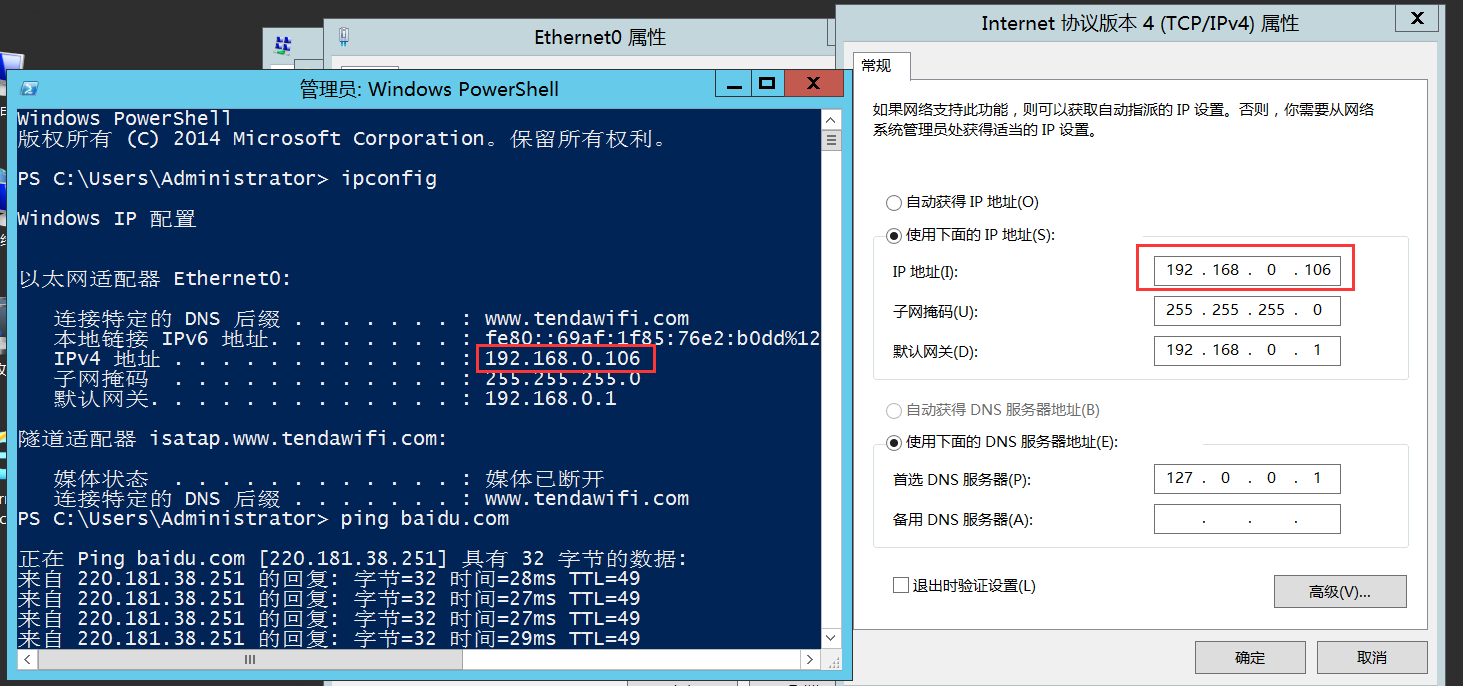 Ethernet0 属性
管理员: Windows PowerShell
Windows PowerShell
版权所有 (C) 2014 Microsoft Corporation。保留所有权利。
PS C:\Users\Administrator> ipconfig
Windows IP 配置
以太网适配器 Ethernet0:
连接特定的 DNS 后缀 . . . . . . . : www.tendawifi.com
本地链接 IPv6 地址. . . . . . . . : fe80::69af:1f85:76e2:b0dd%12
IPv4 地址 . . . . . . . . . . . . : 192.168.0.106
子网掩码 . . . . . . . . . . . . : 255.255.255.0
默认网关. . . . . . . . . . . . . : 192.168.0.1
隧道适配器 isatap.www.tendawifi.com:
媒体状态 . . . . . . . . . . . . : 媒体已断开
连接特定的 DNS 后缀 . . . . . . . : www.tendawifi.com
PS C:\Users\Administrator> ping baidu.com
正在 Ping baidu.com [220.181.38.251] 具有 32 字节的数据:
来自 220.181.38.251 的回复: 字节=32 时间=28ms TTL=49
来自 220.181.38.251 的回复: 字节=32 时间=27ms TTL=49
来自 220.181.38.251 的回复: 字节=32 时间=27ms TTL=49
来自 220.181.38.251 的回复: 字节=32 时间=29ms TTL=49
Internet 协议版本 4 (TCP/IPv4) 属性
常规
如果网络支持此功能，则可以获取自动指派的 IP 设置。否则，你需要从网络
系统管理员处获得适当的 IP 设置。
自动获得 IP 地址(O)
使用下面的 IP 地址(S):
IP 地址(I): 192 . 168 . 0 . 106
子网掩码(U): 255 . 255 . 255 . 0
默认网关(D): 192 . 168 . 0 . 1
自动获得 DNS 服务器地址(B)
使用下面的 DNS 服务器地址(E):
首选 DNS 服务器(P): 127 . 0 . 0 . 1
备用 DNS 服务器(A): . . .
退出时验证设置(L)
高级(V)...
确定 取消